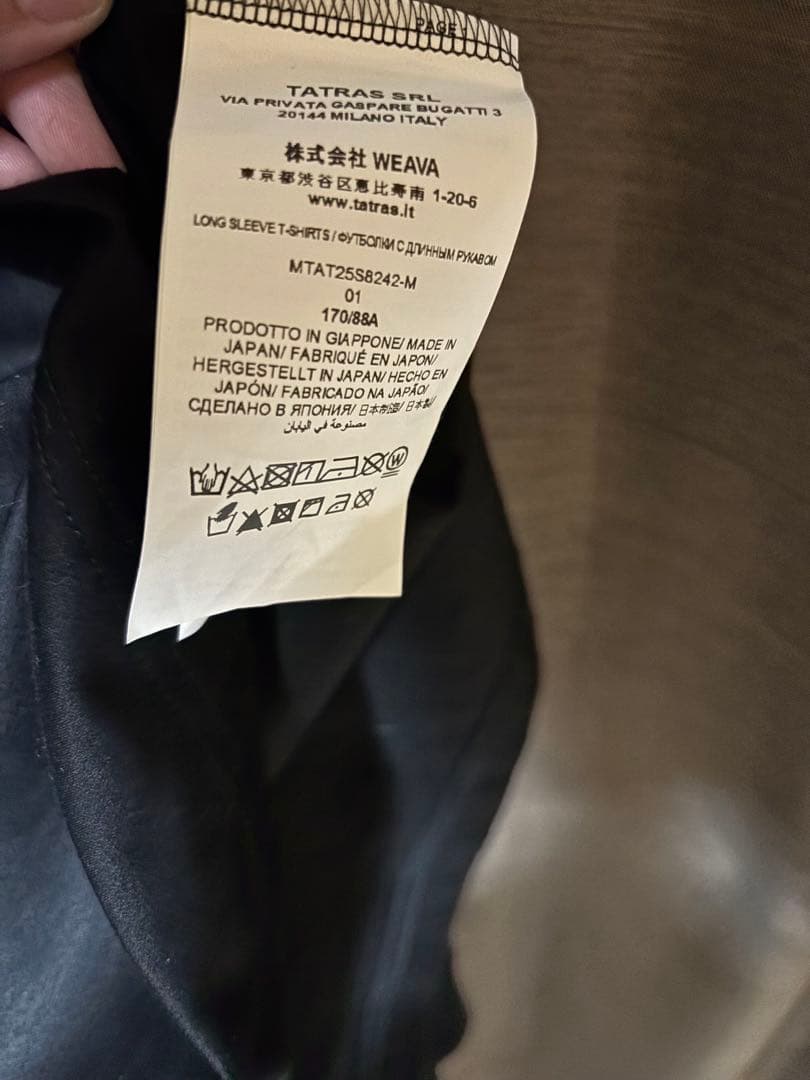 PAGE
TATRAS SRL
VIA PRIVATA GASPARE BUGATTI 3
20144 MILANO ITALY
株式会社 WEAVA
東京都渋谷区恵比寿南 1-20-6
www.tatras.it
LONG SLEEVE T-SHIRTS / ФУТБОЛКИ С ДЛИННЫМ РУКАВОМ
MTAT25S8242-M
01
170/88A
PRODOTTO IN GIAPPONE/ MADE IN
JAPAN/ FABRIQUÉ EN JAPON/
HERGESTELLT IN JAPAN/ HECHO EN
JAPÓN/ FABRICADO NA JAPÃO/
СДЕЛАНО В ЯПОНИЯ/ 日本制造/ 日本製/
مصنوعة في اليابان
W